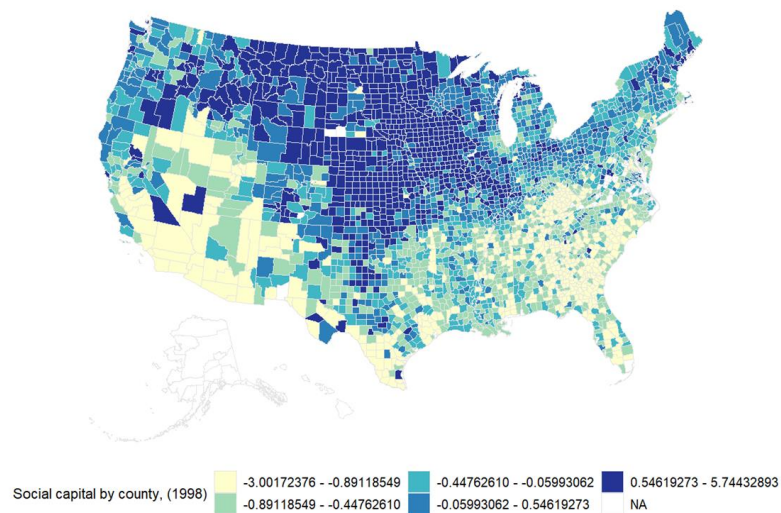 Social capital by county, (1998)
-3.00172376 - -0.89118549
-0.44762610 - -0.05993062
0.54619273 - 5.74432893
-0.89118549 - -0.44762610
-0.05993062 - 0.54619273
NA